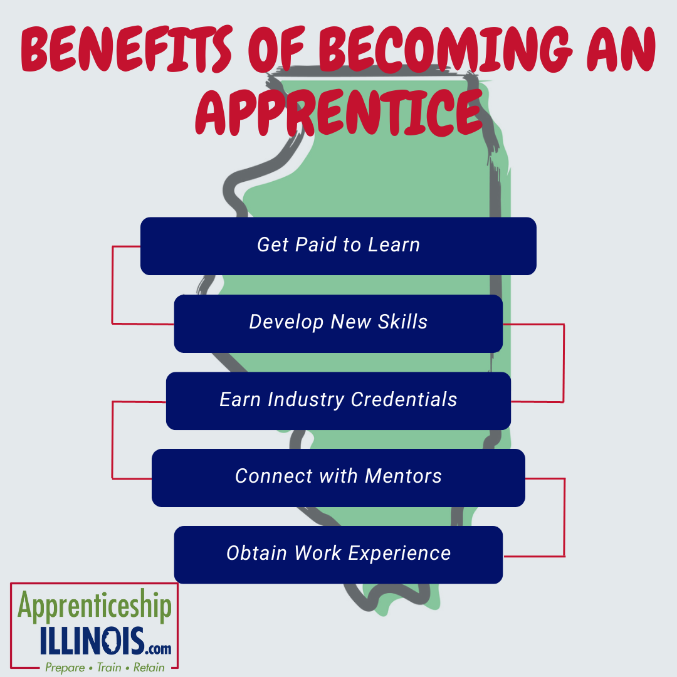 BENEFITS OF BECOMING AN
APPRENTICE
Get Paid to Learn
Develop New Skills
Earn Industry Credentials
Connect with Mentors
Obtain Work Experience
Apprenticeship
ILLINOIS.com
Prepare • Train • Retain